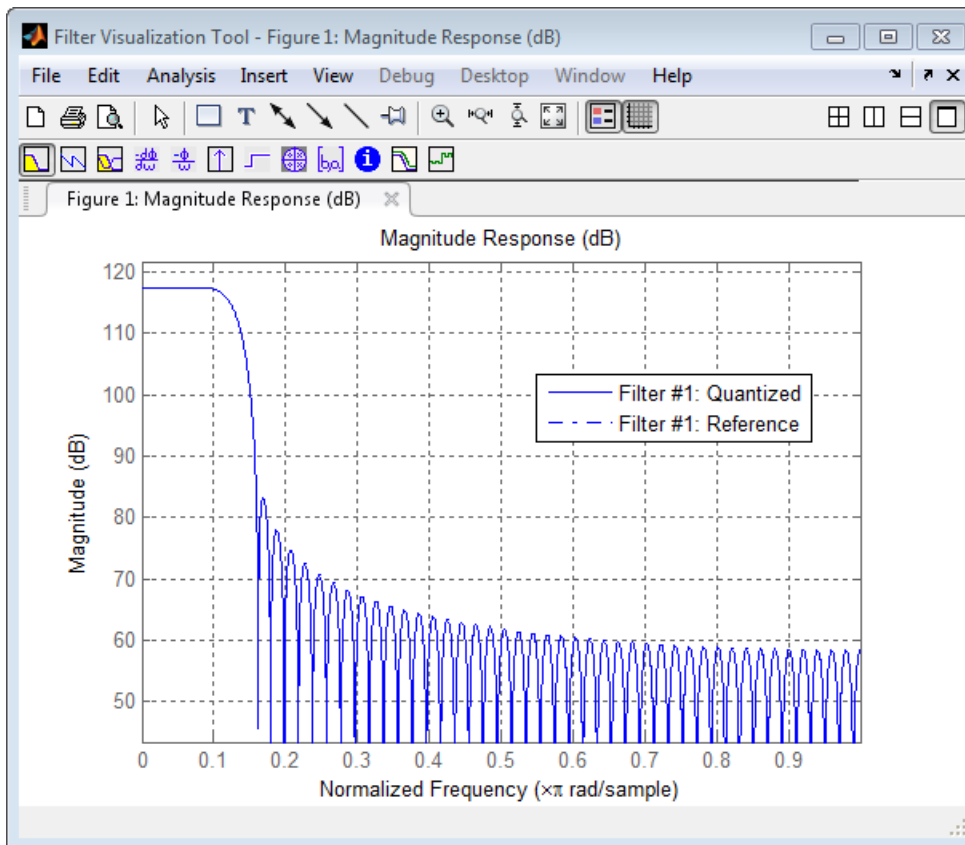 Filter Visualization Tool - Figure 1: Magnitude Response (dB)
File Edit Analysis Insert View Debug Desktop Window Help
Figure 1: Magnitude Response (dB)
Magnitude Response (dB)
120
110
100
90
80
70
60
50
Magnitude (dB)
Filter #1: Quantized
Filter #1: Reference
0 0.1 0.2 0.3 0.4 0.5 0.6 0.7 0.8 0.9
Normalized Frequency (×π rad/sample)